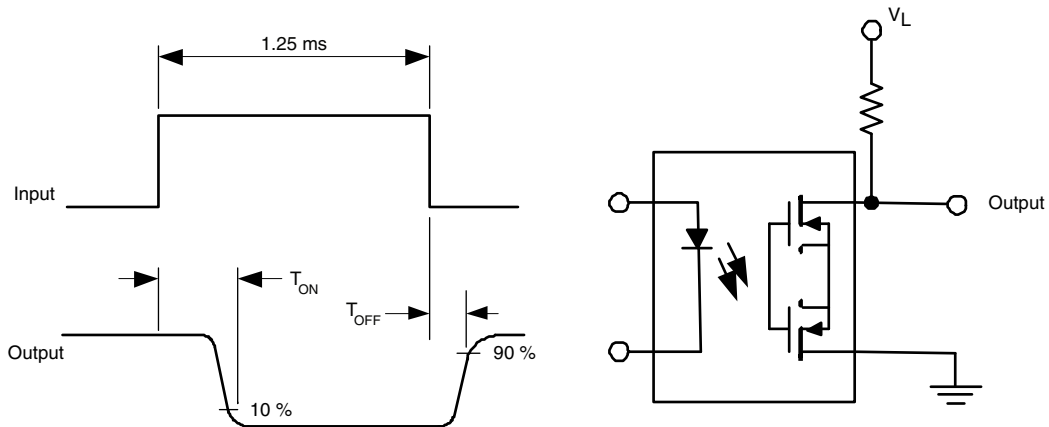 1.25 ms
Input
T_ON
T_OFF
Output
90 %
10 %
V_L
Output